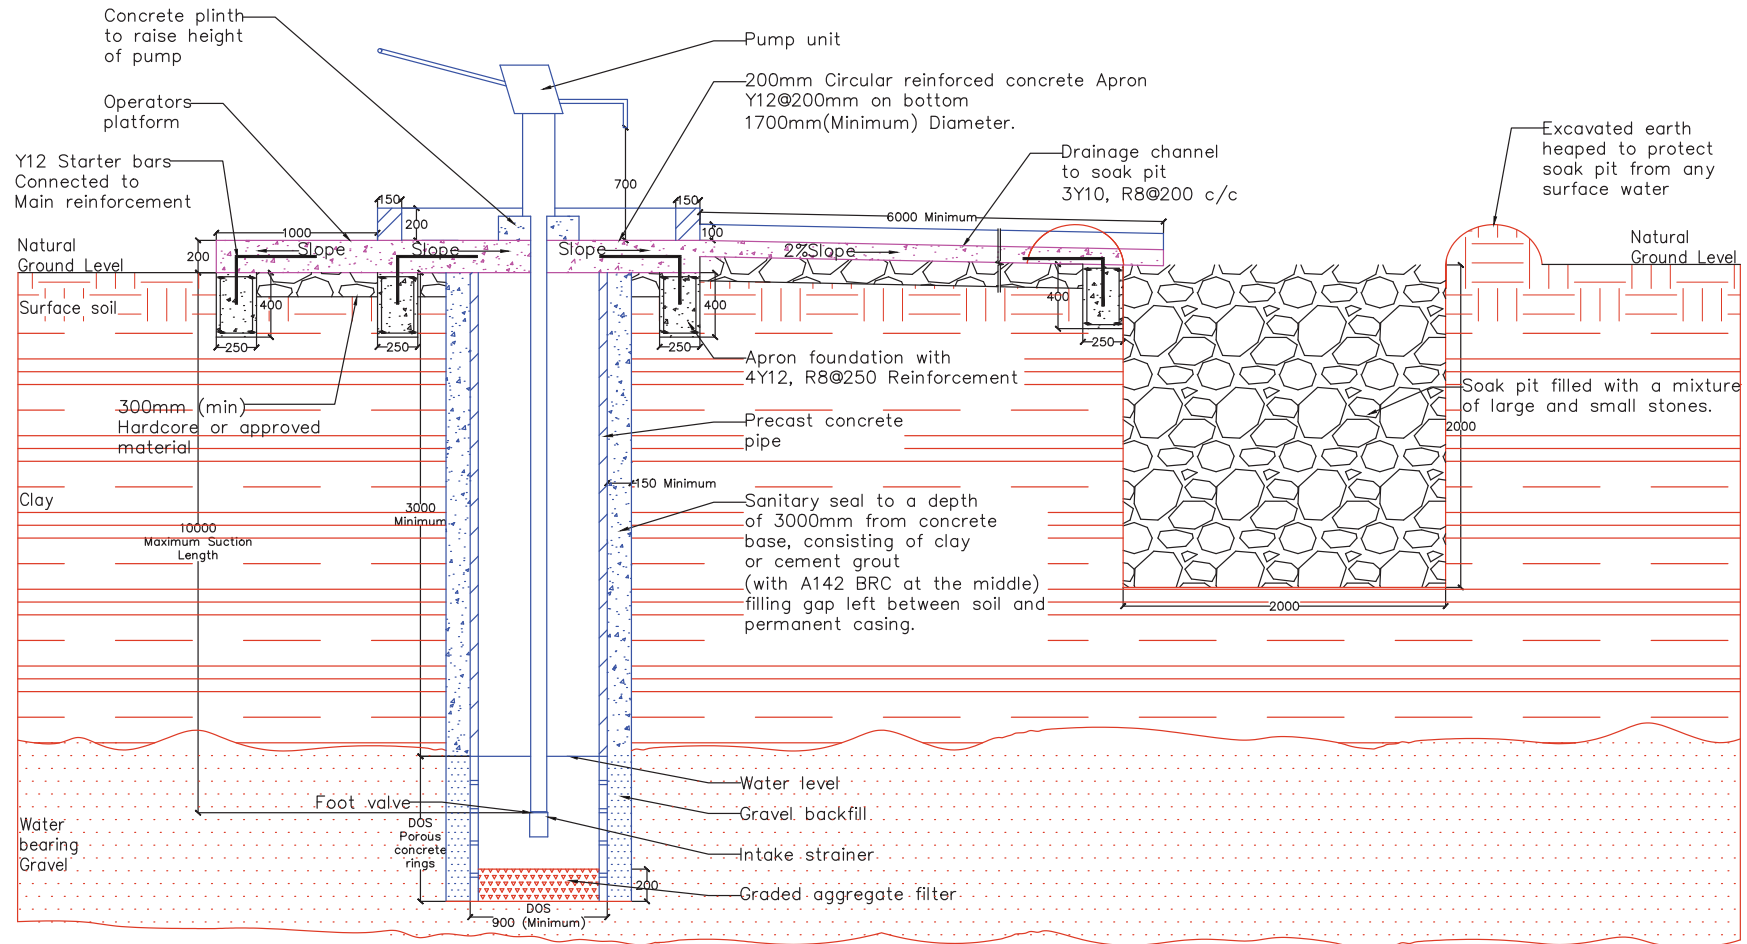 Concrete plinth
to raise height
of pump
Operators
platform
Y12 Starter bars
Connected to
Main reinforcement
Natural
Ground Level
Surface soil
300mm (min)
Hardcore or approved
material
Clay
10000
Maximum Suction
Length
3000
Minimum
Foot valve
Water
bearing
Gravel
DOS
Porous
concrete
rings
DOS
900 (Minimum)
200
Pump unit
200mm Circular reinforced concrete Apron
Y12@200mm on bottom
1700mm(Minimum) Diameter.
Drainage channel
to soak pit
3Y10, R8@200 c/c
Excavated earth
heaped to protect
soak pit from any
surface water
Natural
Ground Level
700
150
150
200
1000
200
100
6000 Minimum
Slope
Slope
Slope
2%Slope
400
400
400
250
250
250
250
Apron foundation with
4Y12, R8@250 Reinforcement
Precast concrete
pipe
150 Minimum
Sanitary seal to a depth
of 3000mm from concrete
base, consisting of clay
or cement grout
(with A142 BRC at the middle)
filling gap left between soil and
permanent casing.
Soak pit filled with a mixture
of large and small stones.
2000
2000
Water level
Gravel backfill
Intake strainer
Graded aggregate filter